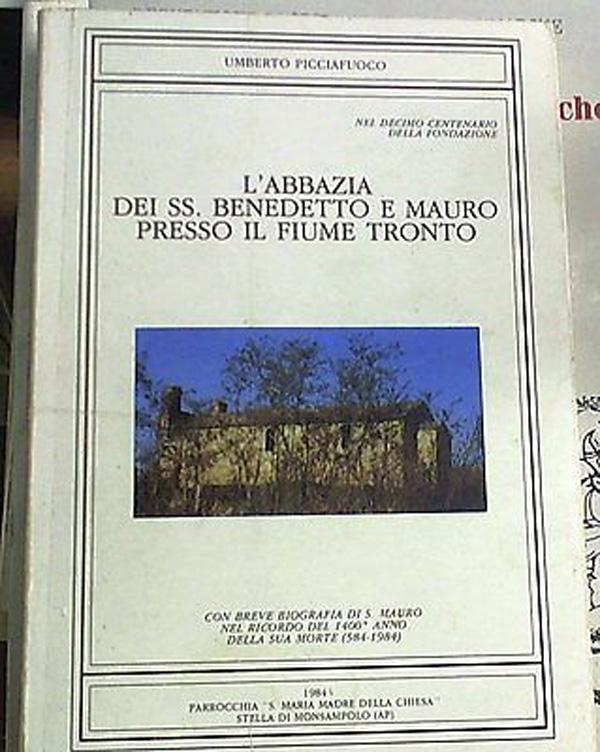 UMBERTO PICCIAFUOCO
NEL DECIMO CENTENARIO
DELLA FONDAZIONE
L'ABBAZIA
DEI SS. BENEDETTO E MAURO
PRESSO IL FIUME TRONTO
CON BREVE BIOGRAFIA DI S. MAURO
NEL RICORDO DEL 1400° ANNO
DELLA SUA MORTE (584-1984)
1984
PARROCCHIA "S. MARIA MADRE DELLA CHIESA"
STELLA DI MONSAMPOLO (AP)
che